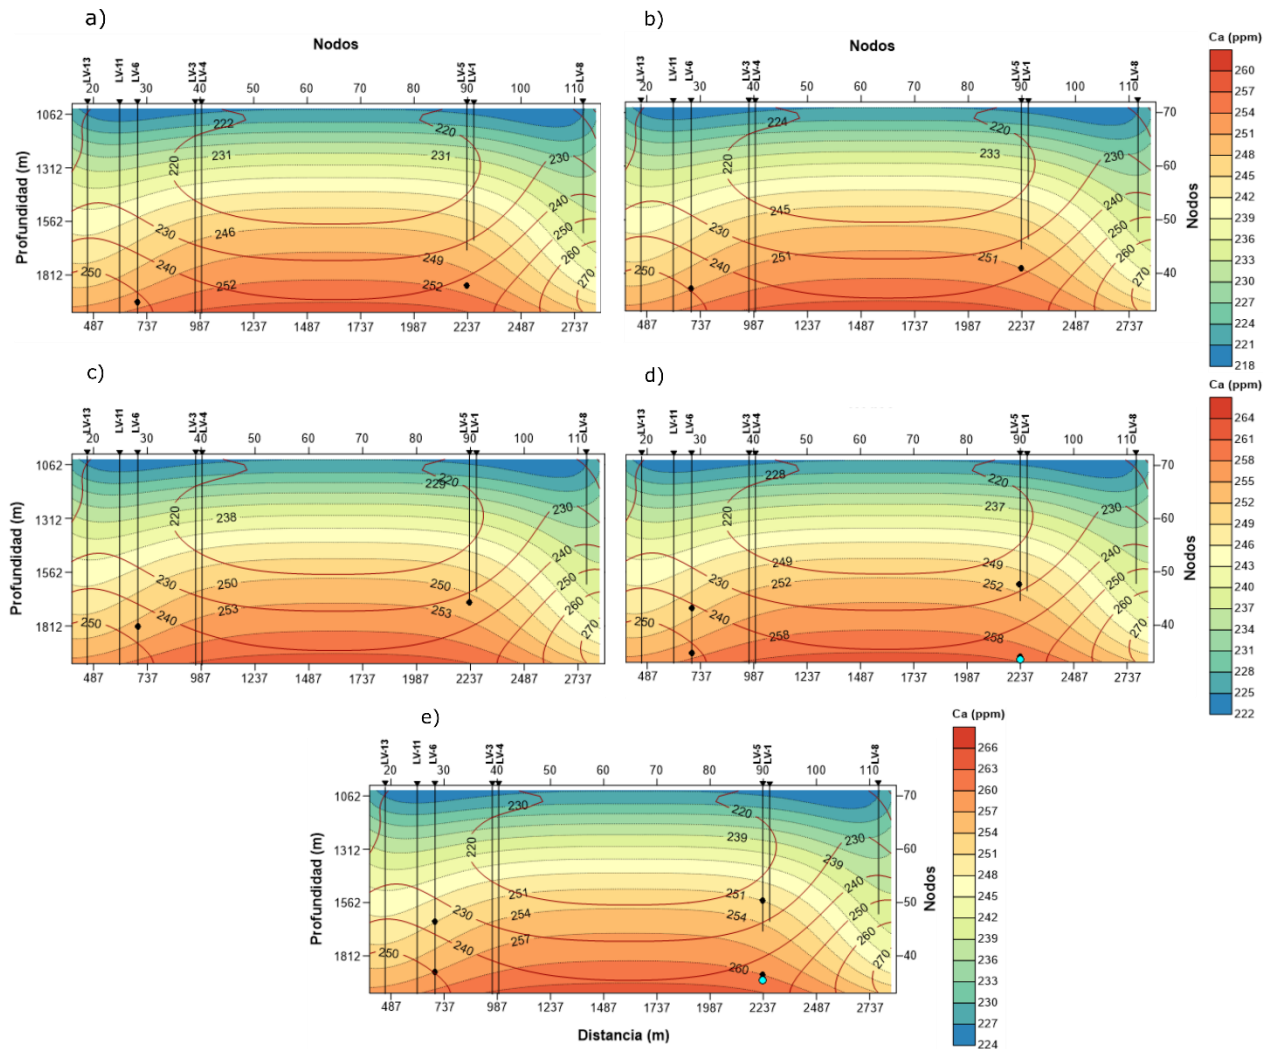 a)
Nodos
LV-13 LV-11 LV-6 LV-3 LV-4 LV-5 LV-1 LV-8
20 30 40 50 60 70 80 90 100 110
Profundidad (m)
1062
1312
1562
1812
222 220
231 231 230
220
240
230 246 249 250
240 260
250 252 252 270
487 737 987 1237 1487 1737 1987 2237 2487 2737
b)
Nodos
LV-13 LV-11 LV-6 LV-3 LV-4 LV-5 LV-1 LV-8
20 30 40 50 60 70 80 90 100 110
70
60
50
40
Nodos
224 220
220 233 230
245 240
230 250
240 251 251 260
250 270
487 737 987 1237 1487 1737 1987 2237 2487 2737
Ca (ppm)
260
257
254
251
248
245
242
239
236
233
230
227
224
221
218
c)
LV-13 LV-11 LV-6 LV-3 LV-4 LV-5 LV-1 LV-8
20 30 40 50 60 70 80 90 100 110
Profundidad (m)
1062
1312
1562
1812
220
229
220 238 230
240
230 250 250 250
240 253 253 260
250 270
487 737 987 1237 1487 1737 1987 2237 2487 2737
d)
LV-13 LV-11 LV-6 LV-3 LV-4 LV-5 LV-1 LV-8
20 30 40 50 60 70 80 90 100 110
70
60
50
40
Nodos
228 220
220 237 230
249 249 240
230 252 252 250
240 260
250 258 258 270
487 737 987 1237 1487 1737 1987 2237 2487 2737
Ca (ppm)
264
261
258
255
252
249
246
243
240
237
234
231
228
225
222
e)
LV-13 LV-11 LV-6 LV-3 LV-4 LV-5 LV-1 LV-8
20 30 40 50 60 70 80 90 100 110
Profundidad (m)
1062
1312
1562
1812
70
60
50
40
Nodos
230 220
220 239 230
239
251 251 240
230 254 254 250
240 257 260
250 260 270
487 737 987 1237 1487 1737 1987 2237 2487 2737
Distancia (m)
Ca (ppm)
266
263
260
257
254
251
248
245
242
239
236
233
230
227
224